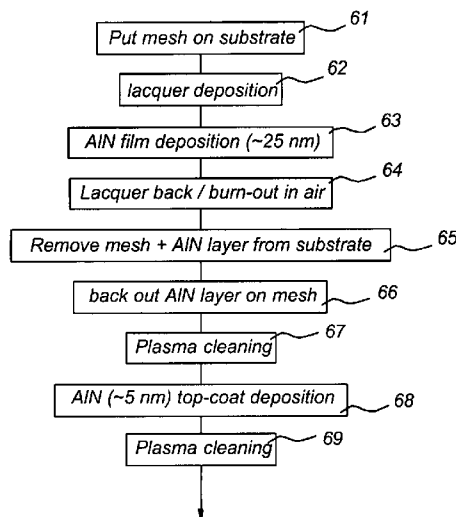 61
Put mesh on substrate
62
lacquer deposition
63
AlN film deposition (~25 nm)
64
Lacquer back / burn-out in air
Remove mesh + AlN layer from substrate
65
back out AlN layer on mesh
66
67
Plasma cleaning
AlN (~5 nm) top-coat deposition
68
69
Plasma cleaning